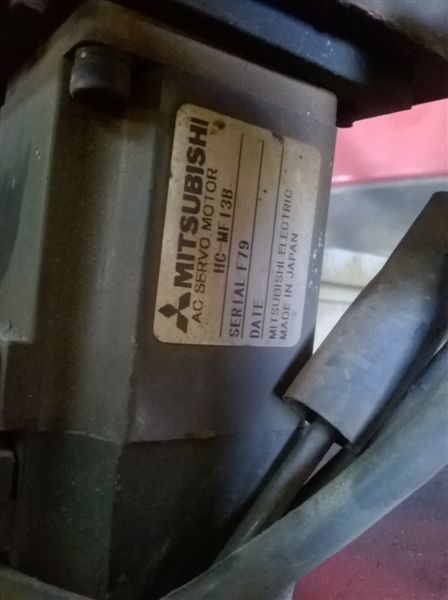 MITSUBISHI
AC SERVO MOTOR
HC-MF13B
SERIAL F79
DATE
MITSUBISHI ELECTRIC
MADE IN JAPAN